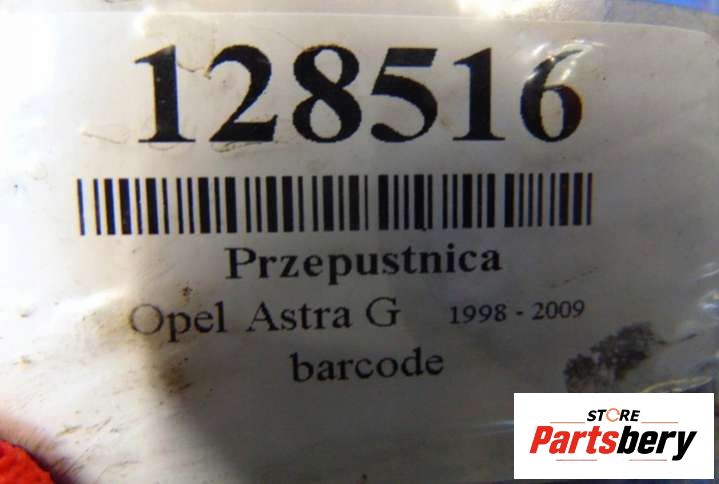 128516
Przepustnica
Opel Astra G 1998 - 2009
barcode
STORE
Partsbery